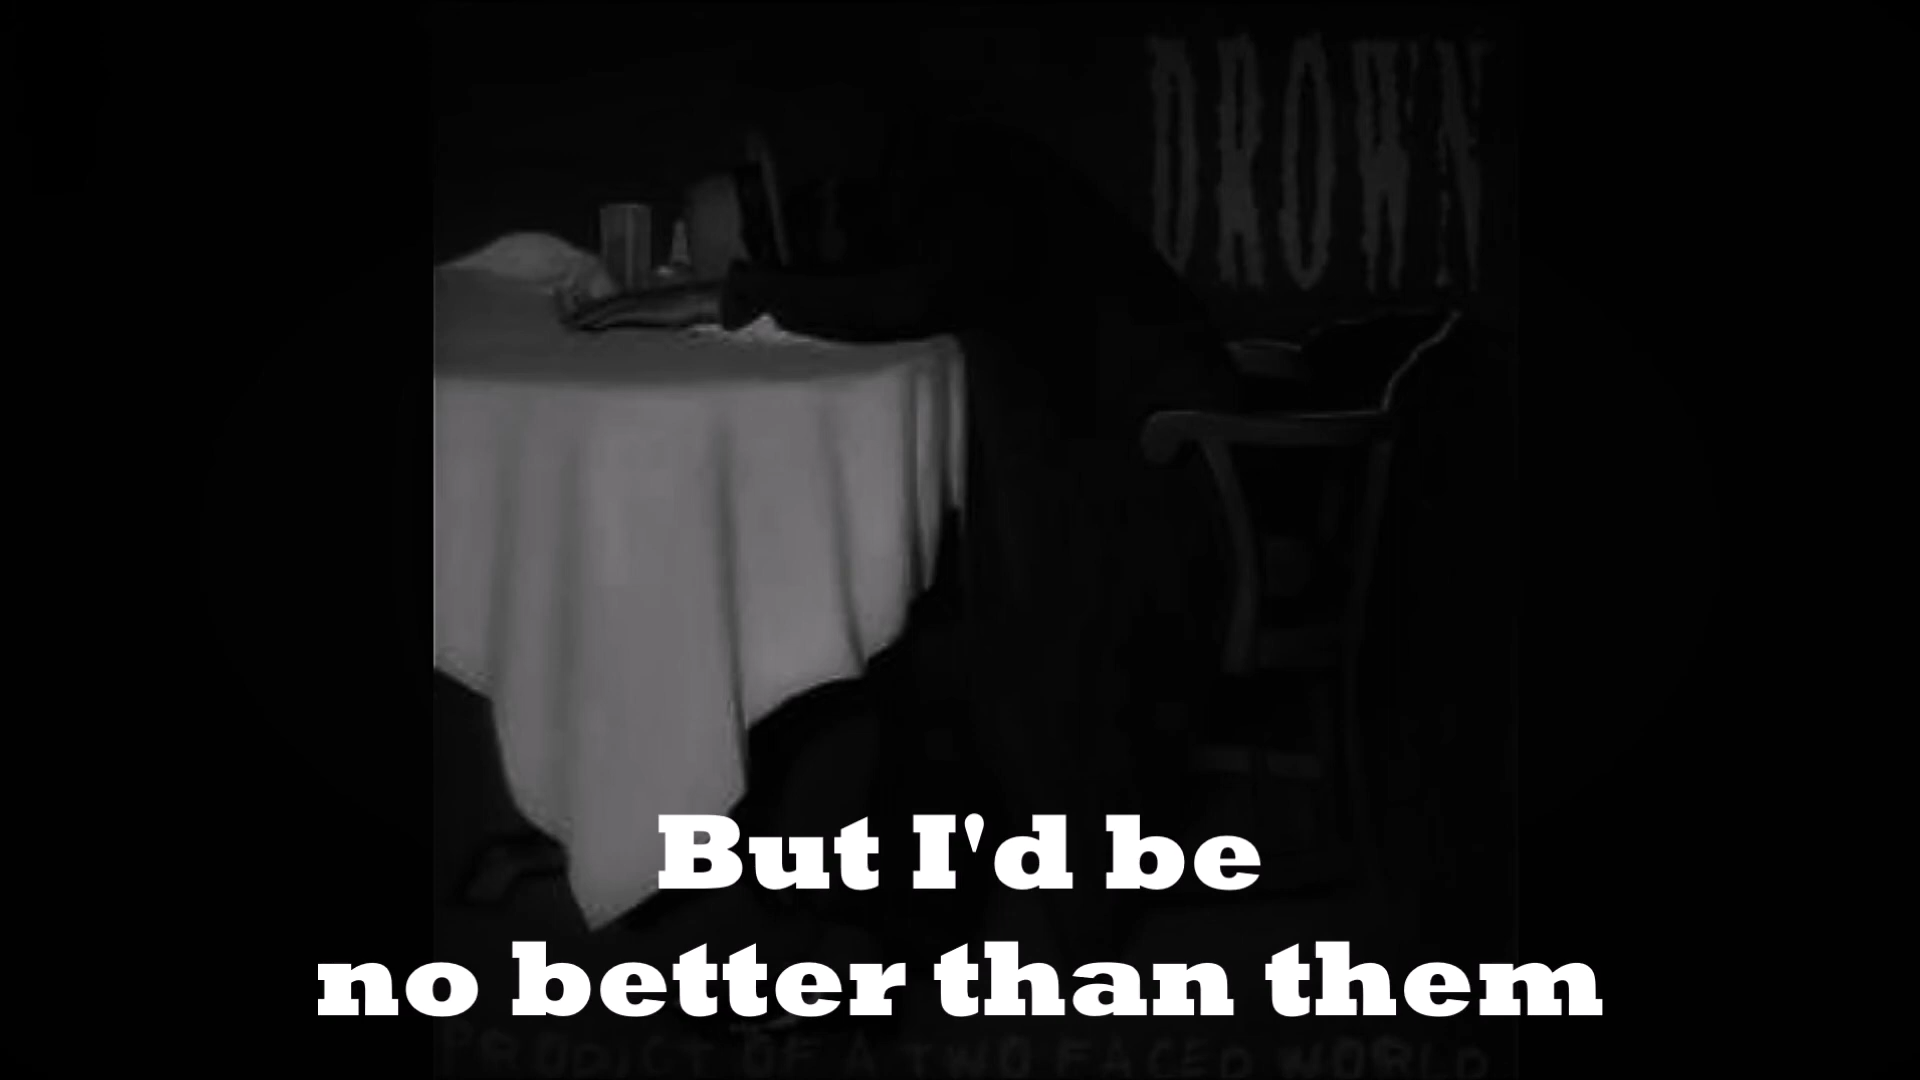 DROWN
But I'd be
no better than them
PRODUCT OF A TWO FACED WORLD